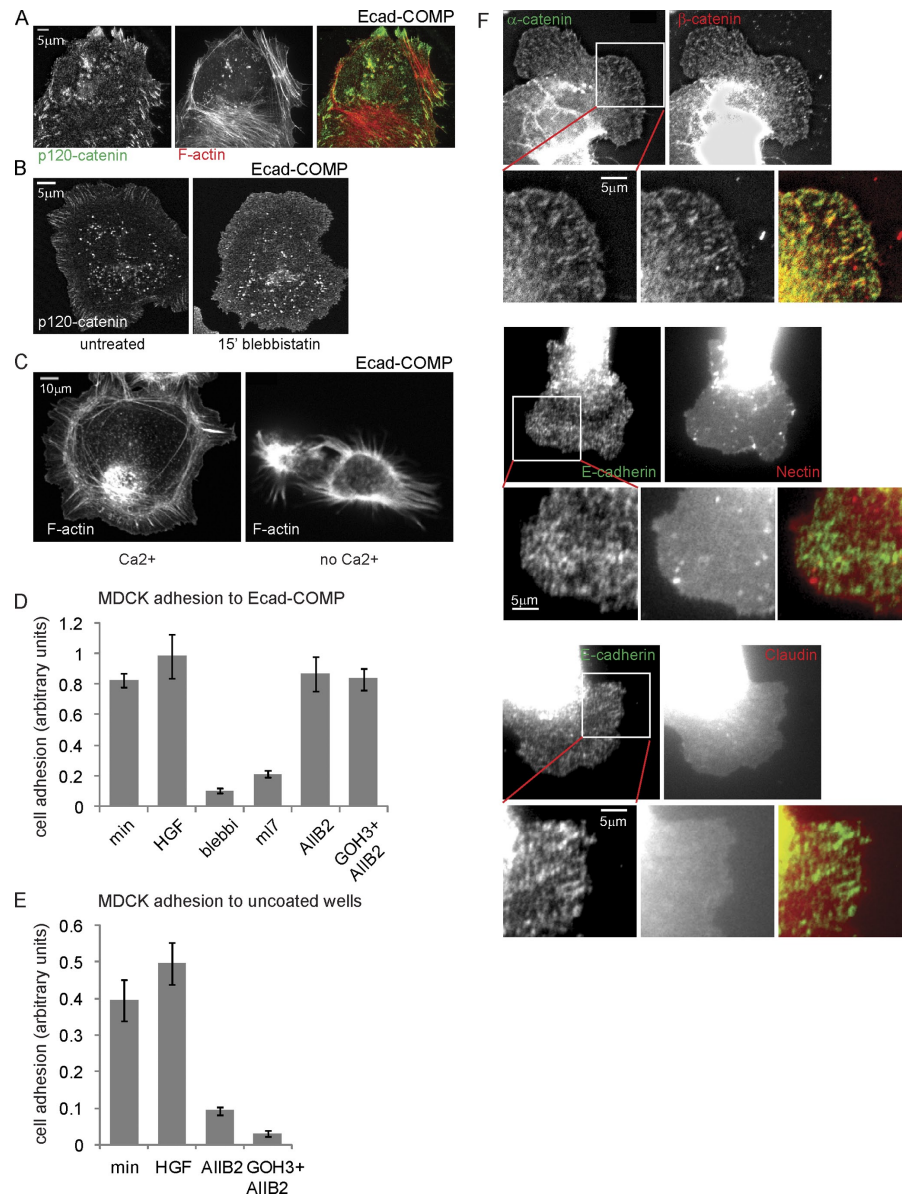 A
Ecad-COMP
5µm
p120-catenin
F-actin
B
Ecad-COMP
5µm
p120-catenin
untreated
15' blebbistatin
C
Ecad-COMP
10µm
F-actin
F-actin
Ca2+
no Ca2+
D
MDCK adhesion to Ecad-COMP
cell adhesion (arbitrary units)
1.2
1
0.8
0.6
0.4
0.2
0
min
HGF
blebbi
ml7
AIIB2
GOH3+
AIIB2
E
MDCK adhesion to uncoated wells
cell adhesion (arbitrary units)
0.6
0.5
0.4
0.3
0.2
0.1
0
min
HGF
AIIB2
GOH3+
AIIB2
F
α-catenin
β-catenin
5µm
E-cadherin
Nectin
5µm
E-cadherin
Claudin
5µm